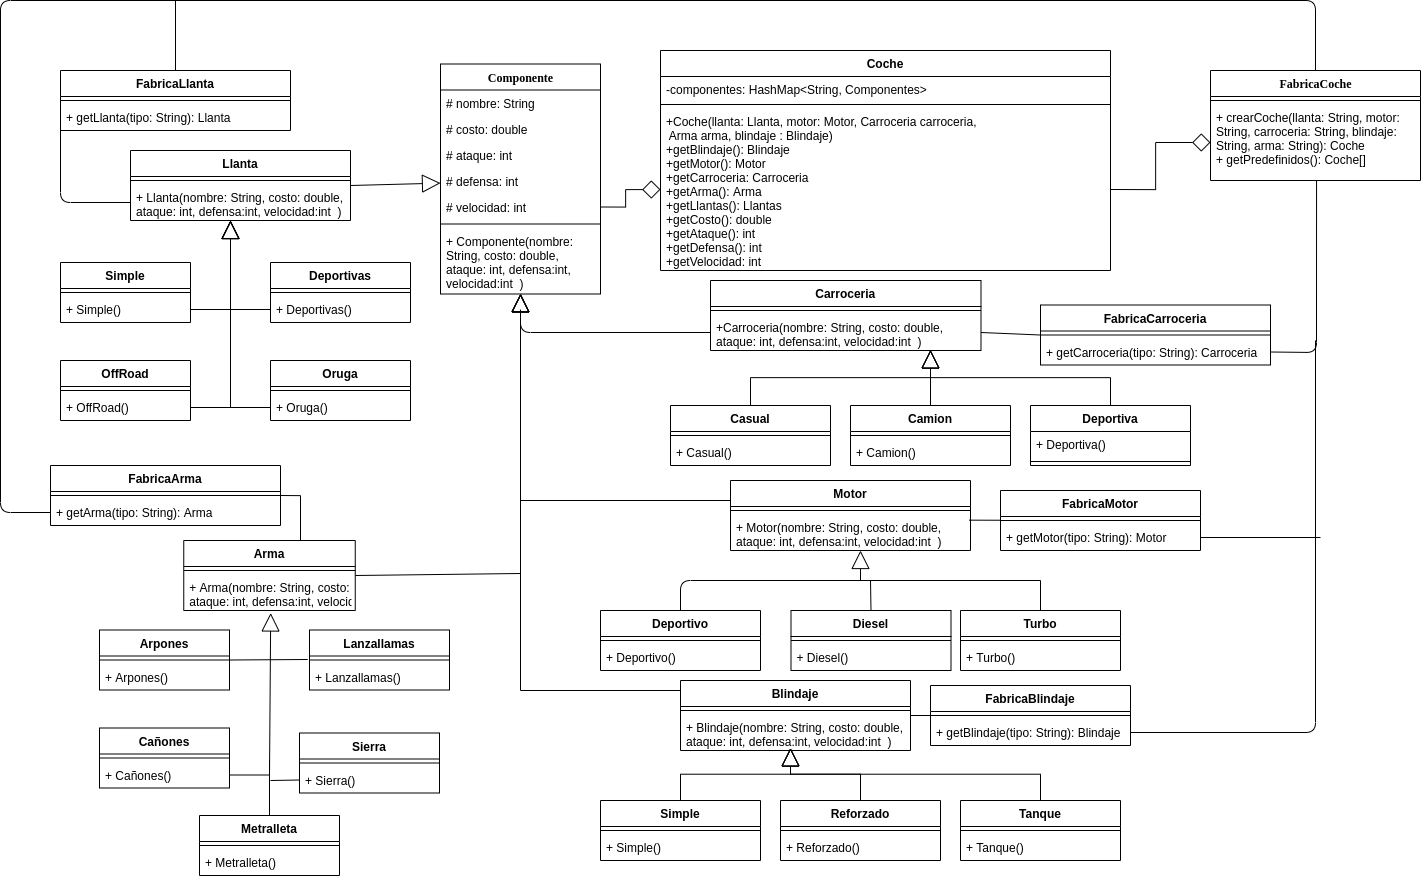 FabricaLlanta
+ getLlanta(tipo: String): Llanta
Llanta
+ Llanta(nombre: String, costo: double,
ataque: int, defensa:int, velocidad:int  )
Simple
+ Simple()
Deportivas
+ Deportivas()
OffRoad
+ OffRoad()
Oruga
+ Oruga()
Componente
# nombre: String
# costo: double
# ataque: int
# defensa: int
# velocidad: int
+ Componente(nombre:
String, costo: double,
ataque: int, defensa:int,
velocidad:int  )
Coche
-componentes: HashMap<String, Componentes>
+Coche(llanta: Llanta, motor: Motor, Carroceria carroceria,
Arma arma, blindaje : Blindaje)
+getBlindaje(): Blindaje
+getMotor(): Motor
+getCarroceria: Carroceria
+getArma(): Arma
+getLlantas(): Llantas
+getCosto(): double
+getAtaque(): int
+getDefensa(): int
+getVelocidad: int
FabricaCoche
+ crearCoche(llanta: String, motor:
String, carroceria: String, blindaje:
String, arma: String): Coche
+ getPredefinidos(): Coche[]
Carroceria
+Carroceria(nombre: String, costo: double,
ataque: int, defensa:int, velocidad:int  )
FabricaCarroceria
+ getCarroceria(tipo: String): Carroceria
Casual
+ Casual()
Camion
+ Camion()
Deportiva
+ Deportiva()
FabricaArma
+ getArma(tipo: String): Arma
Arma
+ Arma(nombre: String, costo:
ataque: int, defensa:int, velocic
Arpones
+ Arpones()
Lanzallamas
+ Lanzallamas()
Cañones
+ Cañones()
Sierra
+ Sierra()
Metralleta
+ Metralleta()
Motor
+ Motor(nombre: String, costo: double,
ataque: int, defensa:int, velocidad:int  )
FabricaMotor
+ getMotor(tipo: String): Motor
Deportivo
+ Deportivo()
Diesel
+ Diesel()
Turbo
+ Turbo()
Blindaje
+ Blindaje(nombre: String, costo: double,
ataque: int, defensa:int, velocidad:int  )
FabricaBlindaje
+ getBlindaje(tipo: String): Blindaje
Simple
+ Simple()
Reforzado
+ Reforzado()
Tanque
+ Tanque()